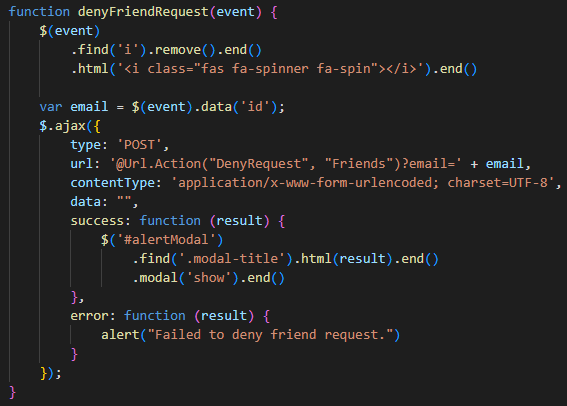 function denyFriendRequest(event) {
    $(event)
        .find('i').remove().end()
        .html('<i class="fas fa-spinner fa-spin"></i>').end()

    var email = $(event).data('id');
    $.ajax({
        type: 'POST',
        url: '@Url.Action("DenyRequest", "Friends")?email=' + email,
        contentType: 'application/x-www-form-urlencoded; charset=UTF-8',
        data: "",
        success: function (result) {
            $('#alertModal')
                .find('.modal-title').html(result).end()
                .modal('show').end()
        },
        error: function (result) {
            alert("Failed to deny friend request.")
        }
    });
}